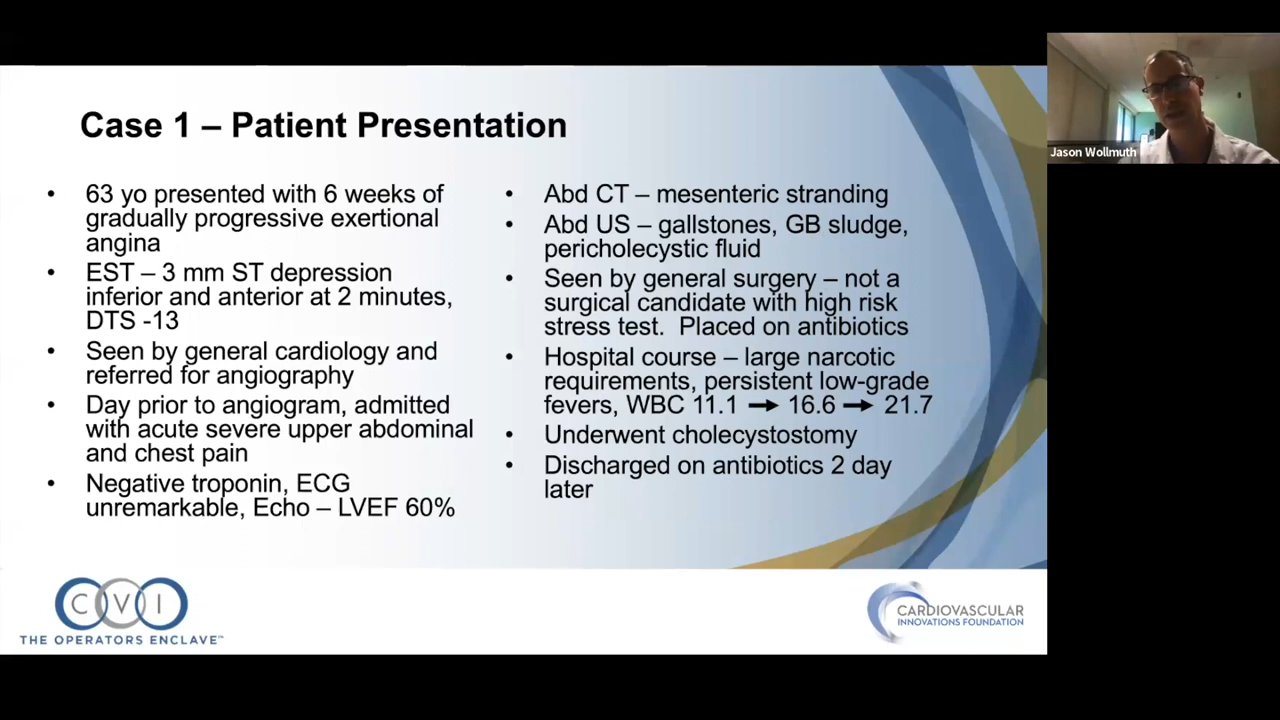 Case 1 – Patient Presentation
• 63 yo presented with 6 weeks of
gradually progressive exertional
angina
• EST – 3 mm ST depression
inferior and anterior at 2 minutes,
DTS -13
• Seen by general cardiology and
referred for angiography
• Day prior to angiogram, admitted
with acute severe upper abdominal
and chest pain
• Negative troponin, ECG
unremarkable, Echo – LVEF 60%
• Abd CT – mesenteric stranding
• Abd US – gallstones, GB sludge,
pericholecystic fluid
• Seen by general surgery – not a
surgical candidate with high risk
stress test.  Placed on antibiotics
• Hospital course – large narcotic
requirements, persistent low-grade
fevers, WBC 11.1 → 16.6 → 21.7
• Underwent cholecystostomy
• Discharged on antibiotics 2 day
later
Jason Wollmuth
CVI
THE OPERATORS ENCLAVE™
CARDIOVASCULAR
INNOVATIONS FOUNDATION